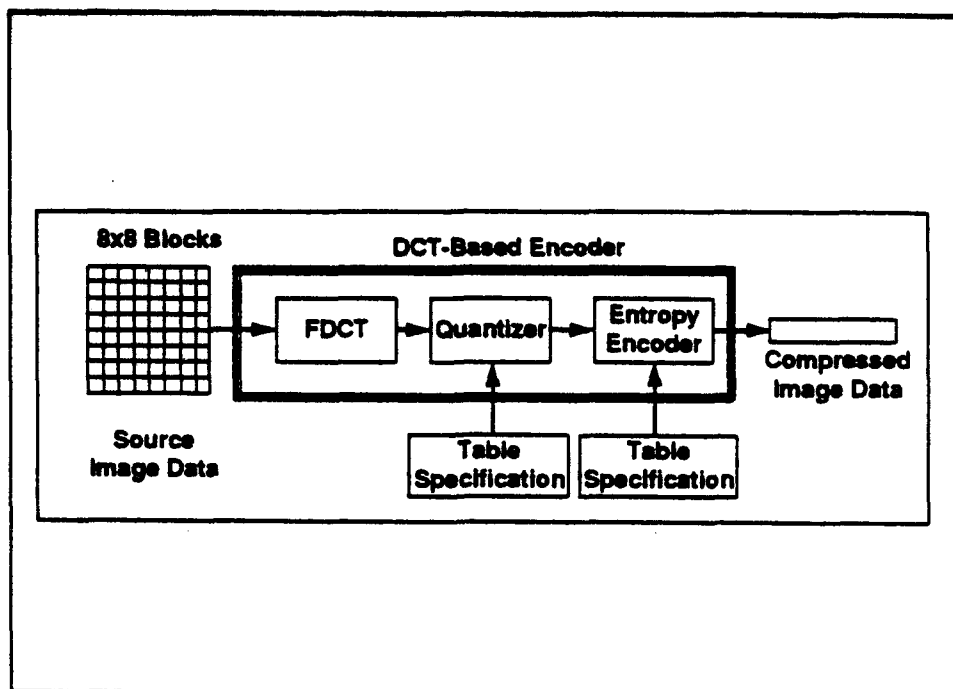 8x8 Blocks
DCT-Based Encoder
FDCT
Quantizer
Entropy
Encoder
Compressed
Image Data
Source
Image Data
Table
Specification
Table
Specification